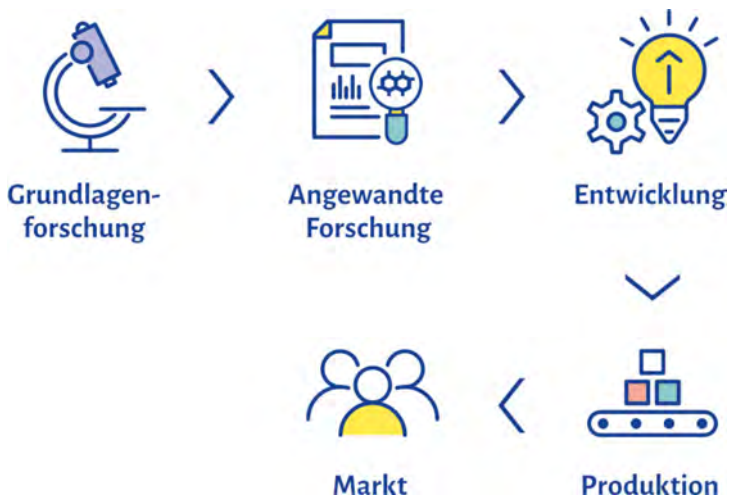 Grundlagen-
forschung
Angewandte
Forschung
Entwicklung
Produktion
Markt